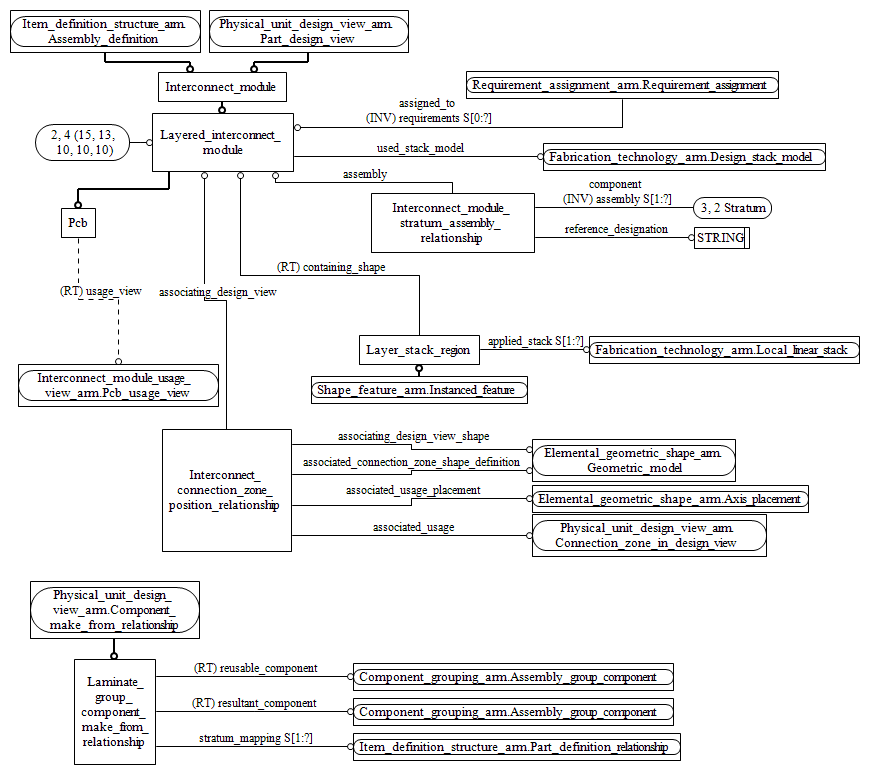 Item_definition_structure_arm.
Assembly_definition
Physical_unit_design_view_arm.
Part_design_view
Interconnect_module
Requirement_assignment_arm.Requirement_assignment
assigned_to
(INV) requirements S[0:?]
2, 4 (15, 13,
10, 10, 10)
Layered_interconnect_
module
used_stack_model
Fabrication_technology_arm.Design_stack_model
assembly
component
(INV) assembly S[1:?]
3, 2 Stratum
Interconnect_module_
stratum_assembly_
relationship
reference_designation
STRING
Pcb
(RT) containing_shape
(RT) usage_view
associating_design_view
Layer_stack_region
applied_stack S[1:?]
Fabrication_technology_arm.Local_linear_stack
Interconnect_module_usage_
view_arm.Pcb_usage_view
Shape_feature_arm.Instanced_feature
Interconnect_
connection_zone_
position_relationship
associating_design_view_shape
associated_connection_zone_shape_definition
Elemental_geometric_shape_arm.
Geometric_model
associated_usage_placement
Elemental_geometric_shape_arm.Axis_placement
associated_usage
Physical_unit_design_view_arm.
Connection_zone_in_design_view
Physical_unit_design_
view_arm.Component_
make_from_relationship
Laminate_
group_
component_
make_from_
relationship
(RT) reusable_component
Component_grouping_arm.Assembly_group_component
(RT) resultant_component
Component_grouping_arm.Assembly_group_component
stratum_mapping S[1:?]
Item_definition_structure_arm.Part_definition_relationship